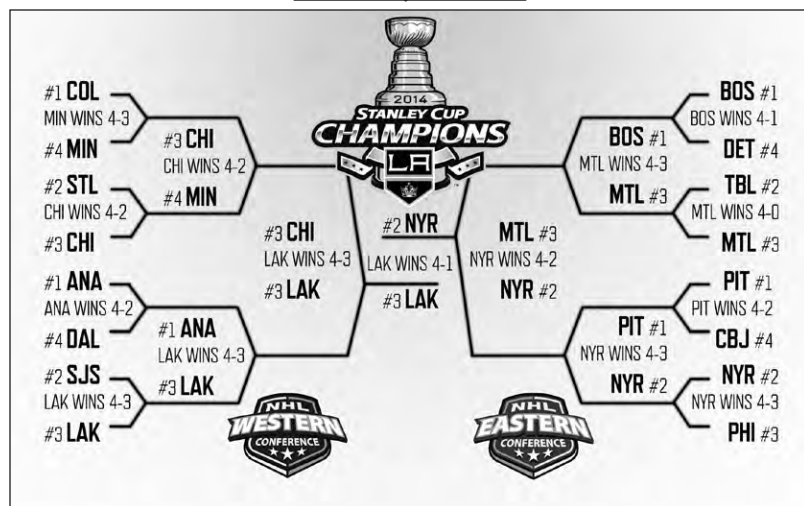 2014
STANLEY CUP
CHAMPIONS
LA
#1 COL
MIN WINS 4-3
#4 MIN
#2 STL
CHI WINS 4-2
#3 CHI
#1 ANA
ANA WINS 4-2
#4 DAL
#2 SJS
LAK WINS 4-3
#3 LAK
#3 CHI
CHI WINS 4-2
#4 MIN
#1 ANA
LAK WINS 4-3
#3 LAK
#3 CHI
LAK WINS 4-3
#3 LAK
#2 NYR
LAK WINS 4-1
#3 LAK
MTL #3
NYR WINS 4-2
NYR #2
BOS #1
MTL WINS 4-3
MTL #3
PIT #1
NYR WINS 4-3
NYR #2
BOS #1
BOS WINS 4-1
DET #4
TBL #2
MTL WINS 4-0
MTL #3
PIT #1
PIT WINS 4-2
CBJ #4
NYR #2
NYR WINS 4-3
PHI #3
NHL
WESTERN
CONFERENCE
NHL
EASTERN
CONFERENCE